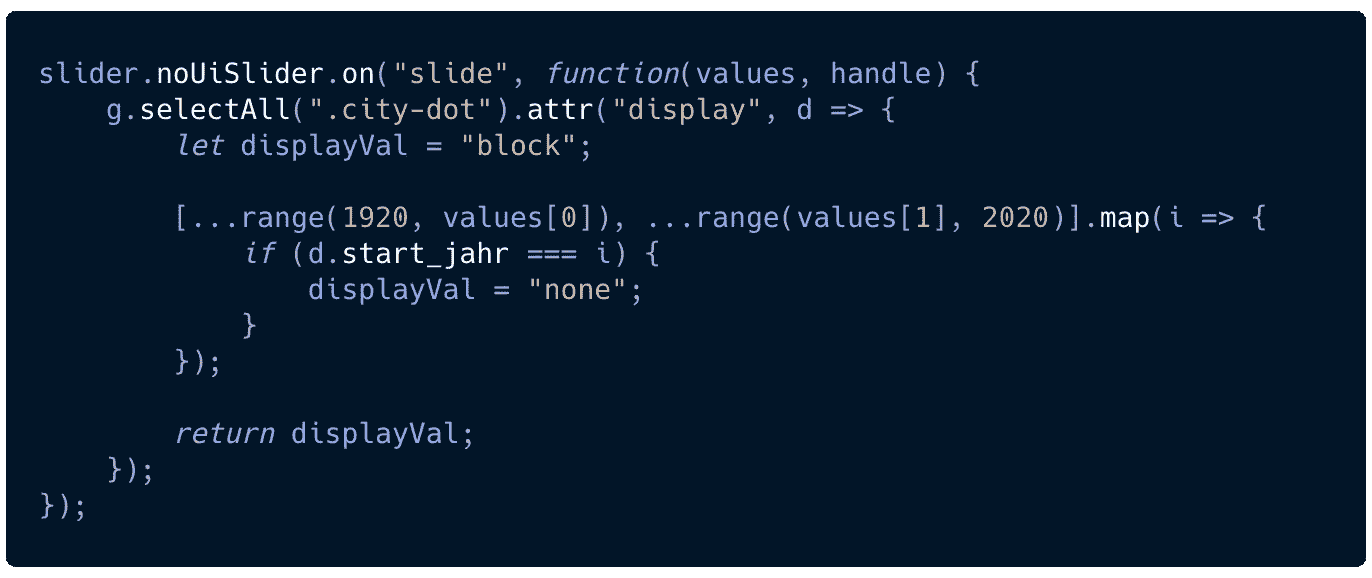 slider.noUiSlider.on("slide", function(values, handle) {
    g.selectAll(".city-dot").attr("display", d => {
        let displayVal = "block";

        [...range(1920, values[0]), ...range(values[1], 2020)].map(i => {
            if (d.start_jahr === i) {
                displayVal = "none";
            }
        });

        return displayVal;
    });
});